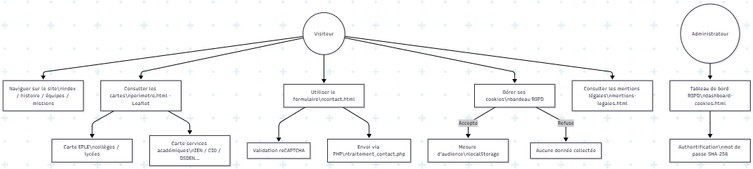 Visiteur
Administrateur
Naviguer sur le site\nindex
/ histoire / équipes /
missions
Consulter les
cartes\nperimetre.html -
Leaflet
Utiliser le
formulaire\ncontact.html
Gérer ses
cookies\nbandeau RGPD
Consulter les mentions
légales\nmentions-
legales.html
Tableau de bord
RGPD\ndashboard-
cookies.html
Accepte
Refuse
Carte EPLE\ncollèges /
lycées
Carte services
académiques\nIEN / CIO /
DSDEN...
Validation reCAPTCHA
Envoi via
PHP\ntraitement_contact.php
Mesure
d'audience\nlocalStorage
Aucune donnée collectée
Authentification\nmot de
passe SHA-256